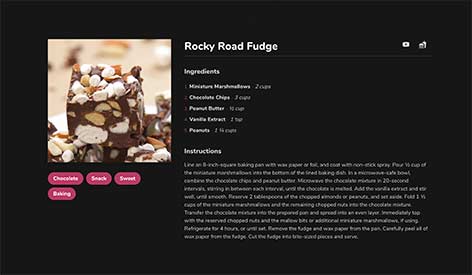 Rocky Road Fudge
Ingredients
1. Miniature Marshmallows · 2 cups
2. Chocolate Chips · 3 cups
3. Peanut Butter · ½ cup
4. Vanilla Extract · 1 tsp
5. Peanuts · 1 ¼ cups
Chocolate
Snack
Sweet
Baking
Instructions
Line an 8-inch-square baking pan with wax paper or foil, and coat with non-stick spray. Pour ½ cup of
the miniature marshmallows into the bottom of the lined baking dish. In a microwave-safe bowl,
combine the chocolate chips and peanut butter. Microwave the chocolate mixture in 20-second
intervals, stirring in between each interval, until the chocolate is melted. Add the vanilla extract and stir
well, until smooth. Reserve 2 tablespoons of the chopped almonds or peanuts, and set aside. Fold 1 ½
cups of the miniature marshmallows and the remaining chopped nuts into the chocolate mixture.
Transfer the chocolate mixture into the prepared pan and spread into an even layer. Immediately top
with the reserved chopped nuts and the mallow bits or additional miniature marshmallows, if using.
Refrigerate for 4 hours, or until set. Remove the fudge and wax paper from the pan. Carefully peel all of
wax paper from the fudge. Cut the fudge into bite-sized pieces and serve.